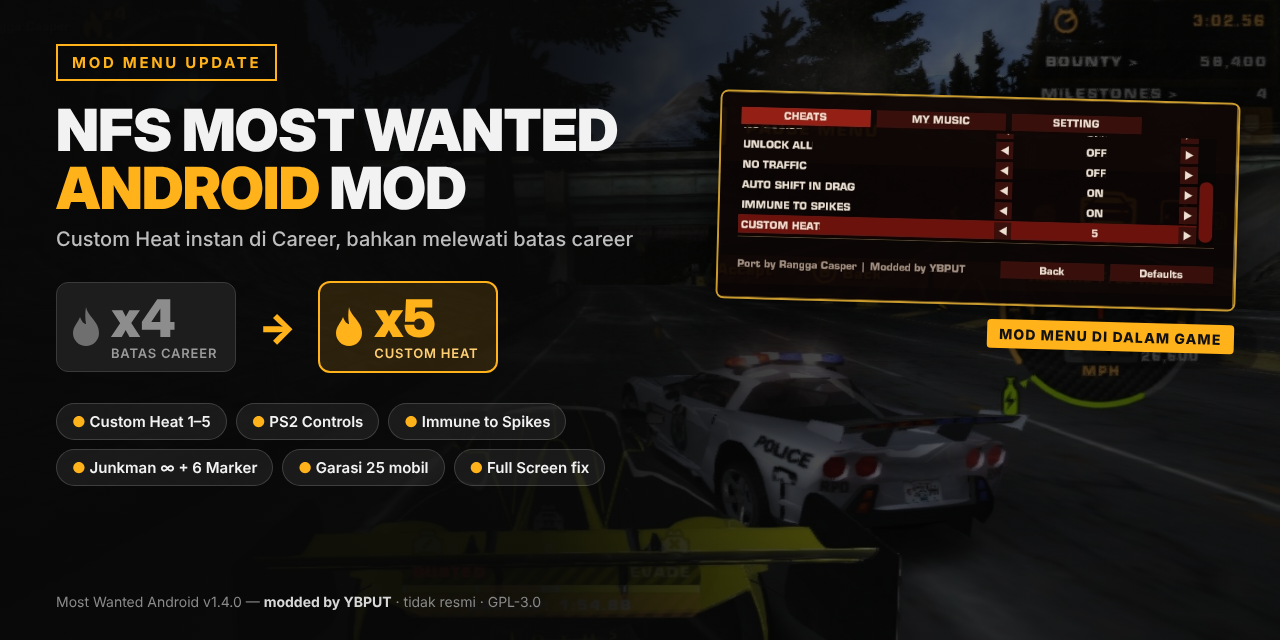 MOD MENU UPDATE
NFS MOST WANTED
ANDROID MOD
Custom Heat instan di Career, bahkan melewati batas career
x4
BATAS CAREER
x5
CUSTOM HEAT
Custom Heat 1–5
PS2 Controls
Immune to Spikes
Junkman ∞ + 6 Marker
Garasi 25 mobil
Full Screen fix
Most Wanted Android v1.4.0 — modded by YBPUT · tidak resmi · GPL-3.0
3:02.56
BOUNTY > 58,400
MILESTONES > 4
CHEATS MY MUSIC SETTING
UNLOCK ALL OFF
NO TRAFFIC OFF
AUTO SHIFT IN DRAG ON
IMMUNE TO SPIKES ON
CUSTOM HEAT 5
Port by Rangga Casper | Modded by YBPUT
Back Defaults
MOD MENU DI DALAM GAME
26,600
MPH
POLICE
EVADE